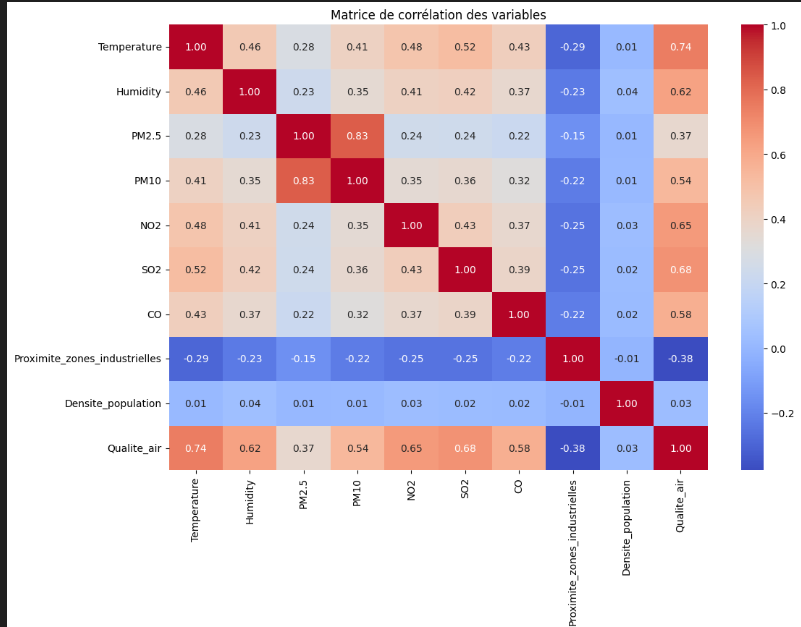 Matrice de corrélation des variables
Temperature 1.00 0.46 0.28 0.41 0.48 0.52 0.43 -0.29 0.01 0.74
Humidity 0.46 1.00 0.23 0.35 0.41 0.42 0.37 -0.23 0.04 0.62
PM2.5 0.28 0.23 1.00 0.83 0.24 0.24 0.22 -0.15 0.01 0.37
PM10 0.41 0.35 0.83 1.00 0.35 0.36 0.32 -0.22 0.01 0.54
NO2 0.48 0.41 0.24 0.35 1.00 0.43 0.37 -0.25 0.03 0.65
SO2 0.52 0.42 0.24 0.36 0.43 1.00 0.39 -0.25 0.02 0.68
CO 0.43 0.37 0.22 0.32 0.37 0.39 1.00 -0.22 0.02 0.58
Proximite_zones_industrielles -0.29 -0.23 -0.15 -0.22 -0.25 -0.25 -0.22 1.00 -0.01 -0.38
Densite_population 0.01 0.04 0.01 0.01 0.03 0.02 0.02 -0.01 1.00 0.03
Qualite_air 0.74 0.62 0.37 0.54 0.65 0.68 0.58 -0.38 0.03 1.00
Temperature
Humidity
PM2.5
PM10
NO2
SO2
CO
Proximite_zones_industrielles
Densite_population
Qualite_air
1.0
0.8
0.6
0.4
0.2
0.0
−0.2